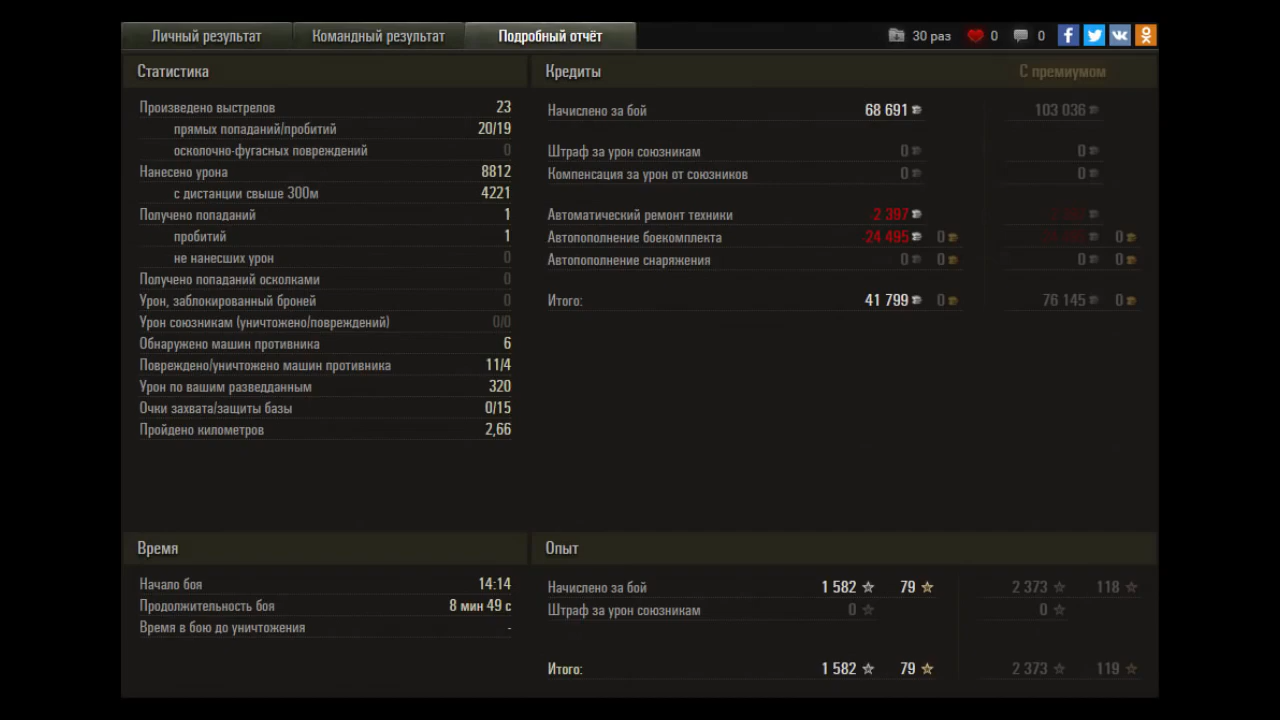 Личный результат Командный результат Подробный отчёт 30 раз 0 0
Статистика
Произведено выстрелов 23
прямых попаданий/пробитий 20/19
осколочно-фугасных повреждений 0
Нанесено урона 8812
с дистанции свыше 300м 4221
Получено попаданий 1
пробитий 1
не нанесших урон 0
Получено попаданий осколками 0
Урон, заблокированный броней 0
Урон союзникам (уничтожено/повреждений) 0/0
Обнаружено машин противника 6
Повреждено/уничтожено машин противника 11/4
Урон по вашим разведданным 320
Очки захвата/защиты базы 0/15
Пройдено километров 2,66
Кредиты С премиумом
Начислено за бой 68 691 103 036
Штраф за урон союзникам 0 0
Компенсация за урон от союзников 0 0
Автоматический ремонт техники -2 397
Автопополнение боекомплекта -24 495 0 0
Автопополнение снаряжения 0 0 0 0
Итого: 41 799 0 76 145 0
Время
Начало боя 14:14
Продолжительность боя 8 мин 49 с
Время в бою до уничтожения -
Опыт
Начислено за бой 1 582 79 2 373 118
Штраф за урон союзникам 0 0
Итого: 1 582 79 2 373 119